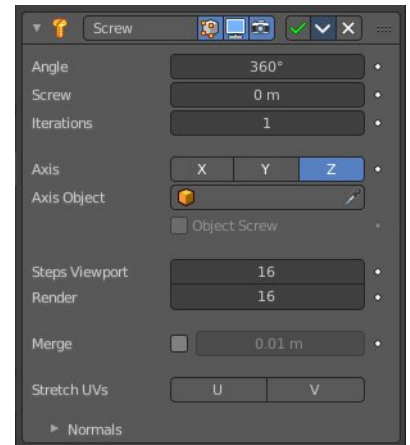 Screw
Angle 360°
Screw 0 m
Iterations 1
Axis X Y Z
Axis Object
Object Screw
Steps Viewport 16
Render 16
Merge 0.01 m
Stretch UVs U V
Normals